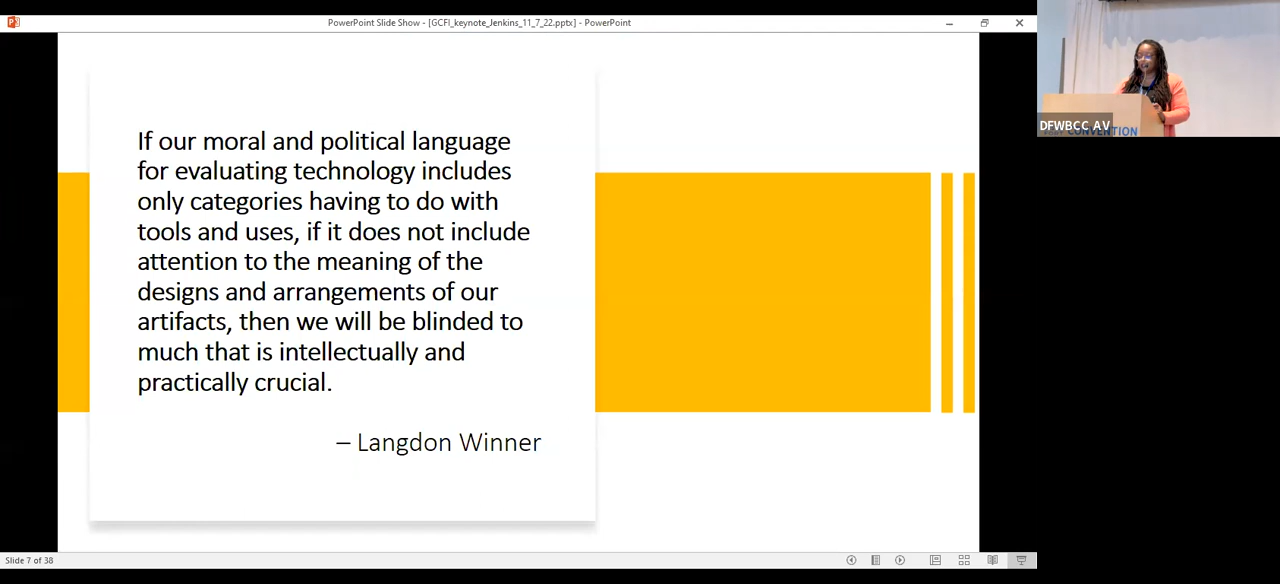 PowerPoint Slide Show - [GCFI_keynote_Jenkins_11_7_22.pptx] - PowerPoint
If our moral and political language
for evaluating technology includes
only categories having to do with
tools and uses, if it does not include
attention to the meaning of the
designs and arrangements of our
artifacts, then we will be blinded to
much that is intellectually and
practically crucial.
– Langdon Winner
DFWBCC_AV
CONVENTION
Slide 7 of 38